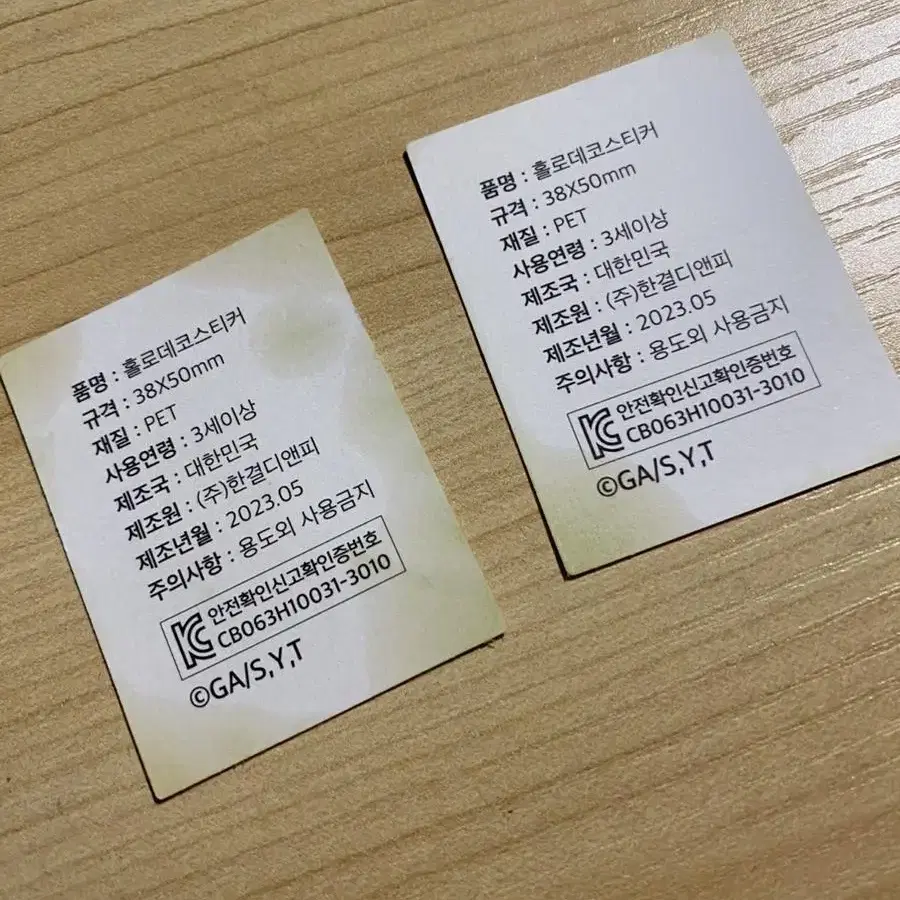 품명 : 홀로데코스티커
규격 : 38X50mm
재질 : PET
사용연령 : 3세이상
제조국 : 대한민국
제조원 : (주)한결디앤피
제조년월 : 2023.05
주의사항 : 용도외 사용금지
안전확인신고확인증번호
CB063H10031-3010
©GA/S,Y,T
품명 : 홀로데코스티커
규격 : 38X50mm
재질 : PET
사용연령 : 3세이상
제조국 : 대한민국
제조원 : (주)한결디앤피
제조년월 : 2023.05
주의사항 : 용도외 사용금지
안전확인신고확인증번호
CB063H10031-3010
©GA/S,Y,T